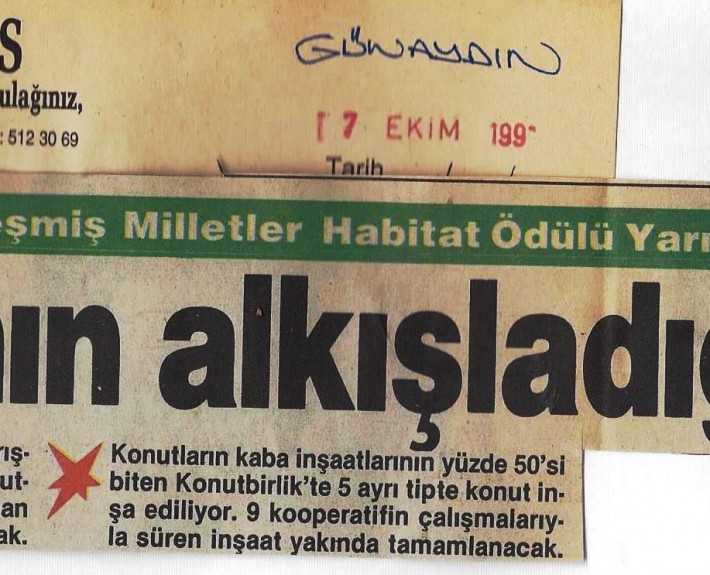 S
GÜNAYDIN
ulağınız,
: 512 30 69
7 EKİM 199
Tarih / /
eşmiş Milletler Habitat Ödülü Yarı
nın alkışladığ
rış-
ut-
an
ak.
Konutların kaba inşaatlarının yüzde 50'si
biten Konutbirlik'te 5 ayrı tipte konut in-
şa ediliyor. 9 kooperatifin çalışmalarıy-
la süren inşaat yakında tamamlanacak.